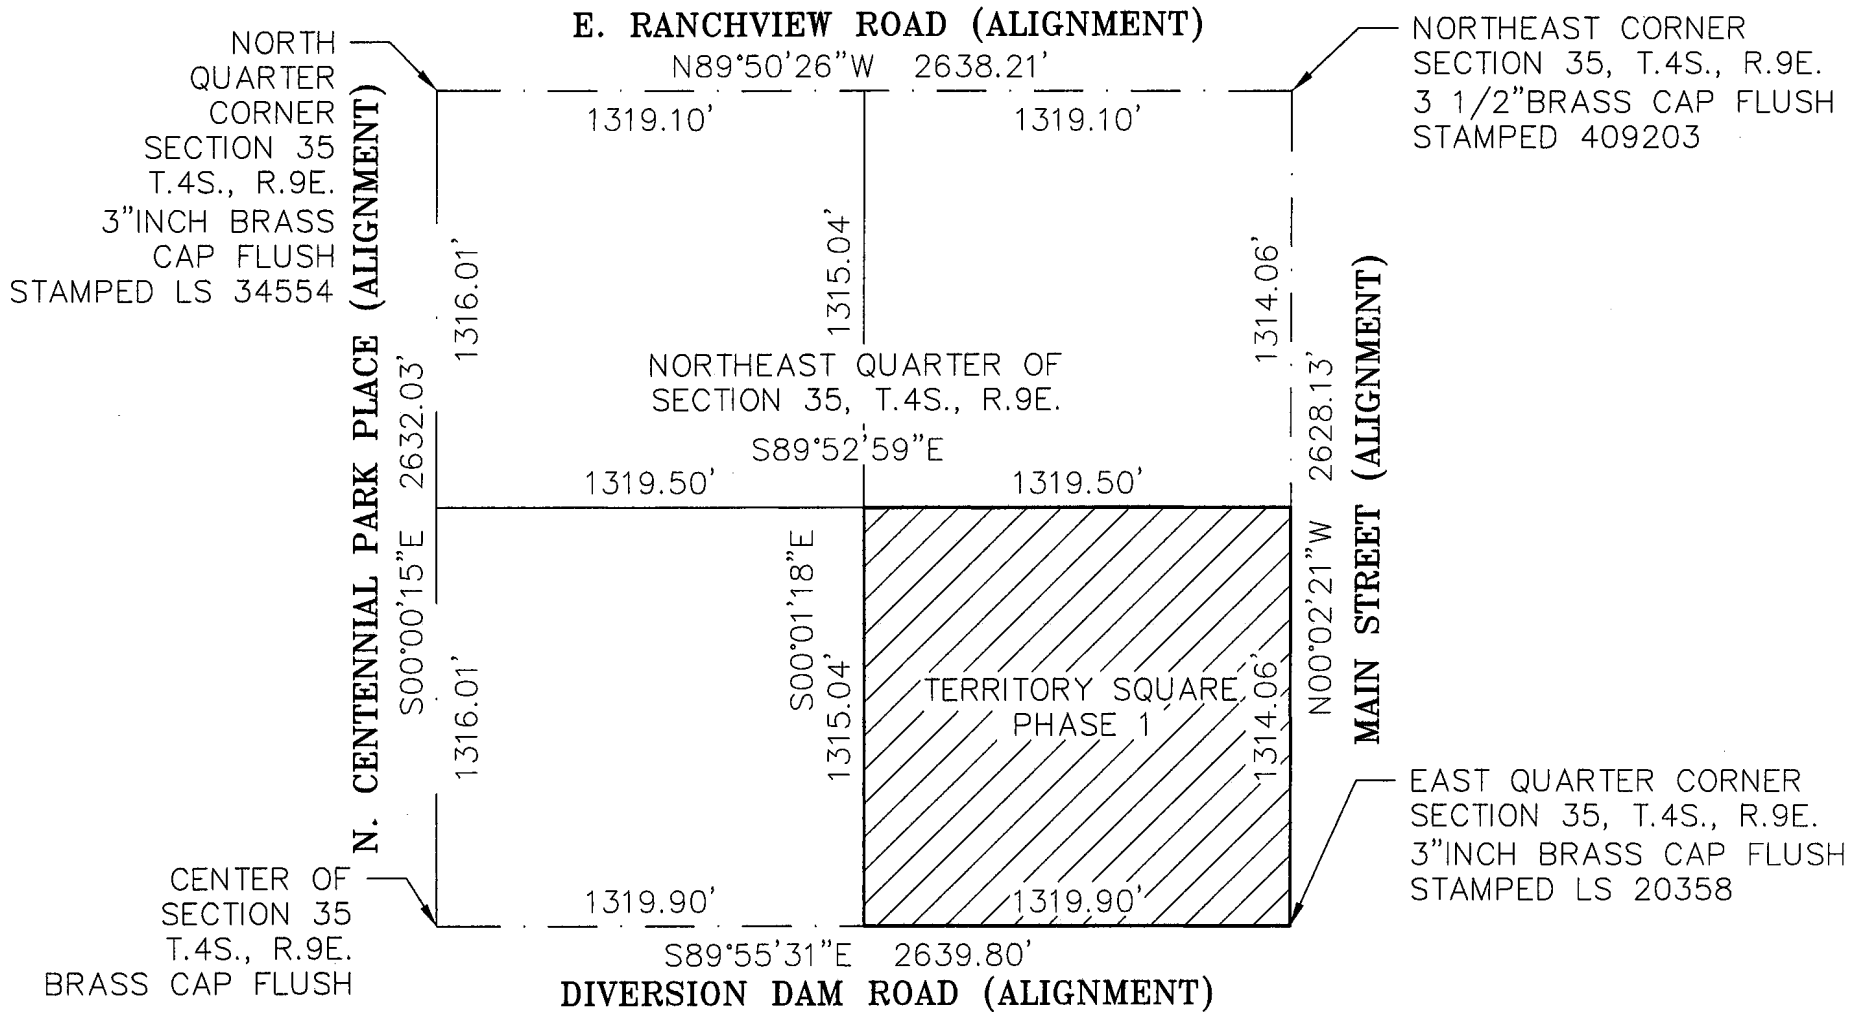 E. RANCHVIEW ROAD (ALIGNMENT)
N89°50'26"W 2638.21'
NORTH
QUARTER
CORNER
SECTION 35
T.4S., R.9E.
3"INCH BRASS
CAP FLUSH
STAMPED LS 34554
NORTHEAST CORNER
SECTION 35, T.4S., R.9E.
3 1/2"BRASS CAP FLUSH
STAMPED 409203
1319.10'
1319.10'
N. CENTENNIAL PARK PLACE (ALIGNMENT)
S00°00'15"E 2632.03'
1316.01'
1315.04'
1314.06'
NORTHEAST QUARTER OF
SECTION 35, T.4S., R.9E.
S89°52'59"E
1319.50'
1319.50'
N00°02'21"W 2628.13'
MAIN STREET (ALIGNMENT)
1316.01'
S00°01'18"E
1315.04'
TERRITORY SQUARE
PHASE 1
1314.06'
EAST QUARTER CORNER
SECTION 35, T.4S., R.9E.
3"INCH BRASS CAP FLUSH
STAMPED LS 20358
CENTER OF
SECTION 35
T.4S., R.9E.
BRASS CAP FLUSH
1319.90'
1319.90'
S89°55'31"E 2639.80'
DIVERSION DAM ROAD (ALIGNMENT)